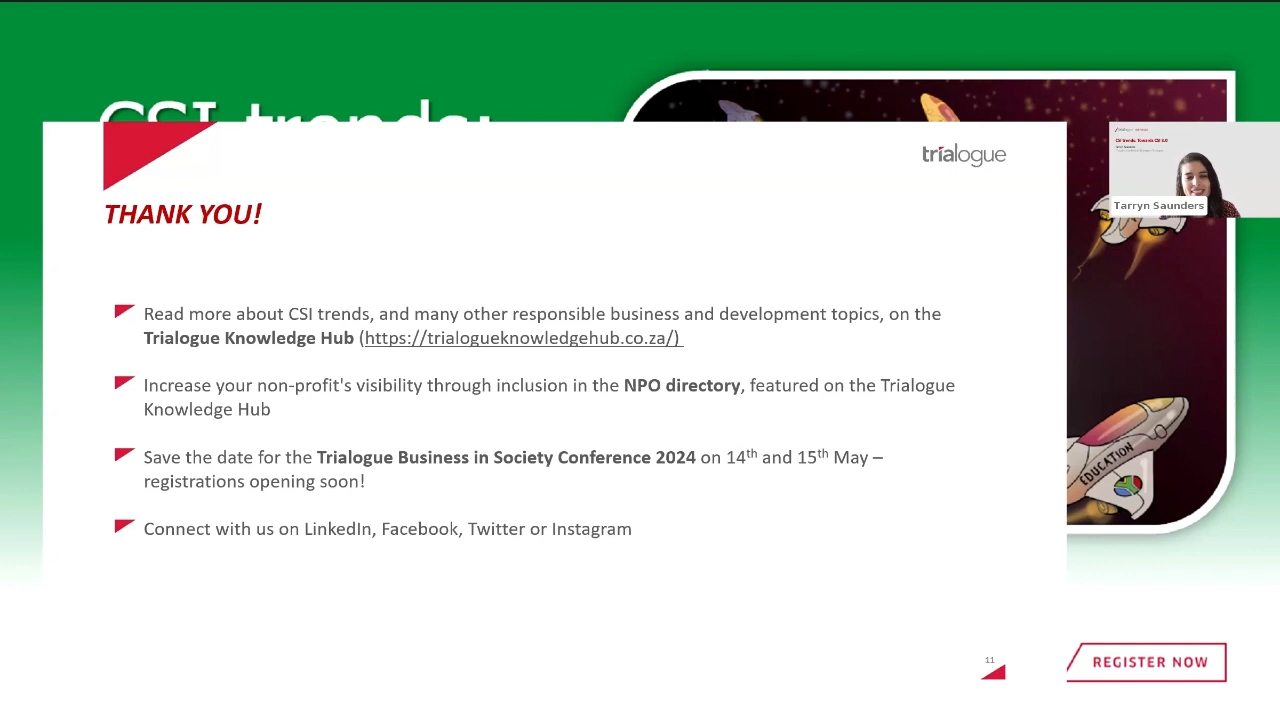 CSI trends:
trialogue
Tarryn Saunders
THANK YOU!
Read more about CSI trends, and many other responsible business and development topics, on the
Trialogue Knowledge Hub (https://trialogueknowledgehub.co.za/)
Increase your non-profit's visibility through inclusion in the NPO directory, featured on the Trialogue
Knowledge Hub
Save the date for the Trialogue Business in Society Conference 2024 on 14th and 15th May –
registrations opening soon!
EDUCATION
Connect with us on LinkedIn, Facebook, Twitter or Instagram
11
REGISTER NOW